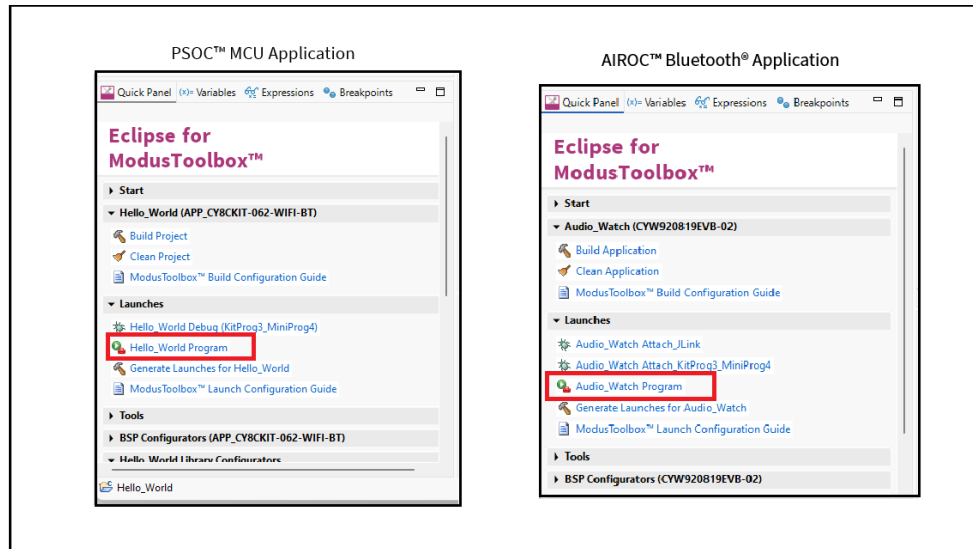 PSOC™ MCU Application
Quick Panel (x)= Variables Expressions Breakpoints
Eclipse for
ModusToolbox™
Start
Hello_World (APP_CY8CKIT-062-WIFI-BT)
Build Project
Clean Project
ModusToolbox™ Build Configuration Guide
Launches
Hello_World Debug (KitProg3_MiniProg4)
Hello_World Program
Generate Launches for Hello_World
ModusToolbox™ Launch Configuration Guide
Tools
BSP Configurators (APP_CY8CKIT-062-WIFI-BT)
Hello_World Library Configurators
Hello_World
AIROC™ Bluetooth® Application
Quick Panel (x)= Variables Expressions Breakpoints
Eclipse for
ModusToolbox™
Start
Audio_Watch (CYW920819EVB-02)
Build Application
Clean Application
ModusToolbox™ Build Configuration Guide
Launches
Audio_Watch Attach_JLink
Audio_Watch Attach_KitProg3_MiniProg4
Audio_Watch Program
Generate Launches for Audio_Watch
ModusToolbox™ Launch Configuration Guide
Tools
BSP Configurators (CYW920819EVB-02)